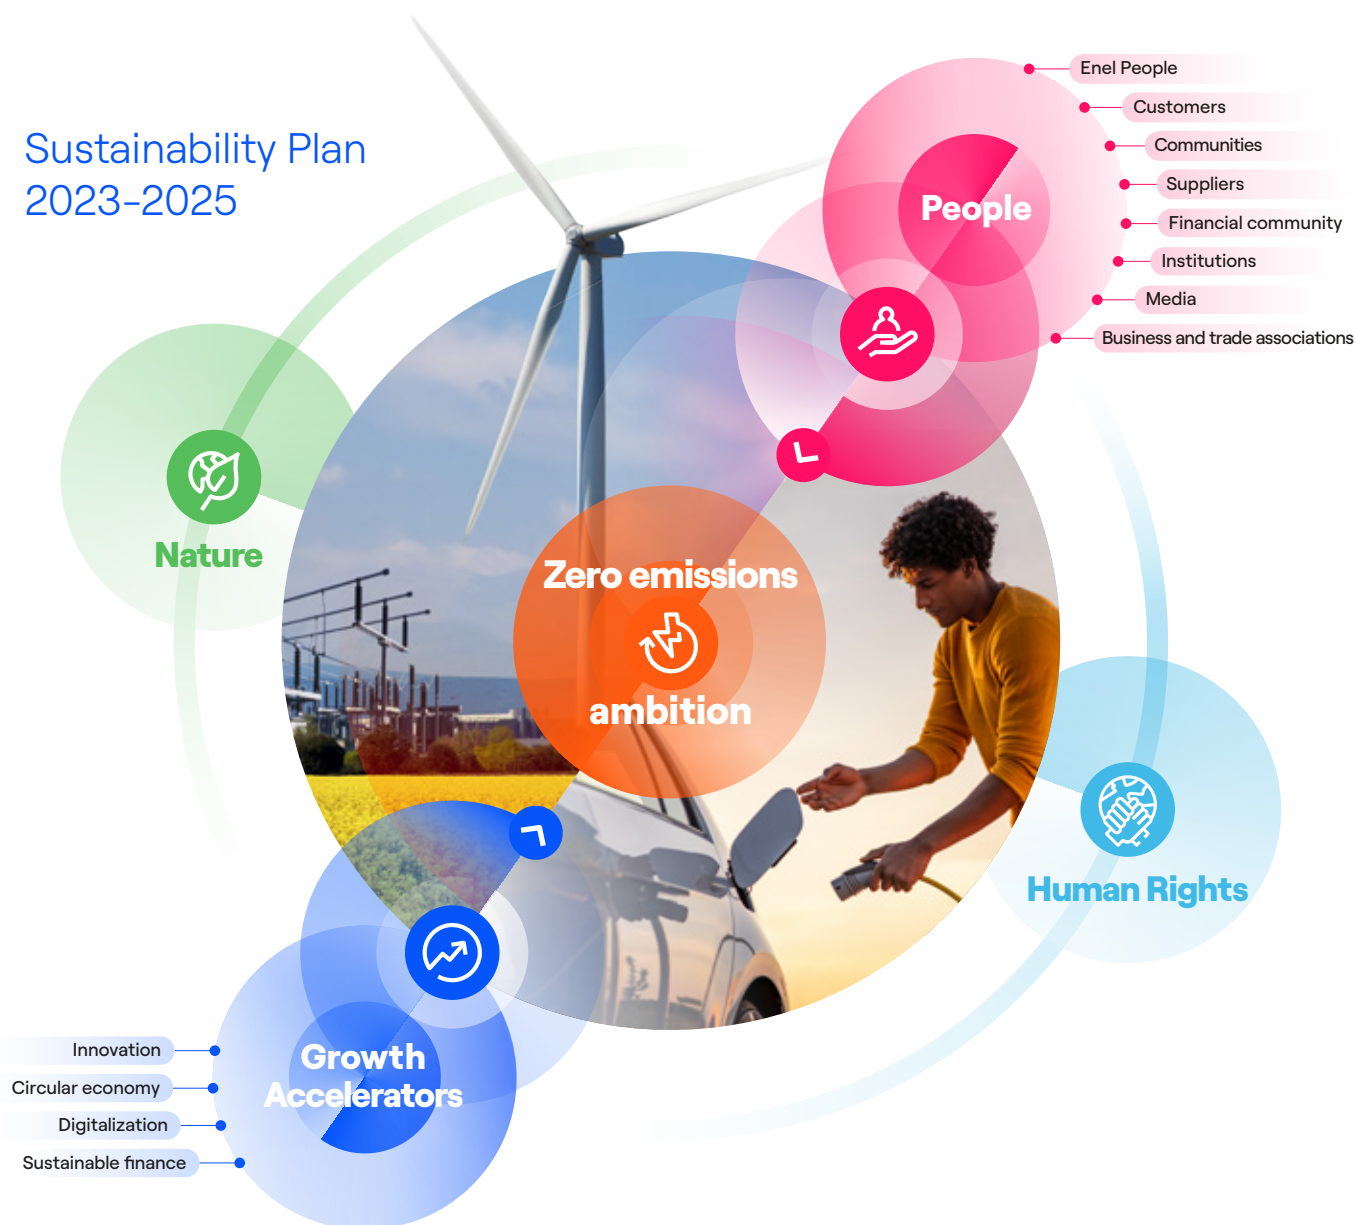 Sustainability Plan
2023-2025
People
Enel People
Customers
Communities
Suppliers
Financial community
Institutions
Media
Business and trade associations
Nature
Zero emissions
ambition
Human Rights
Growth
Accelerators
Innovation
Circular economy
Digitalization
Sustainable finance